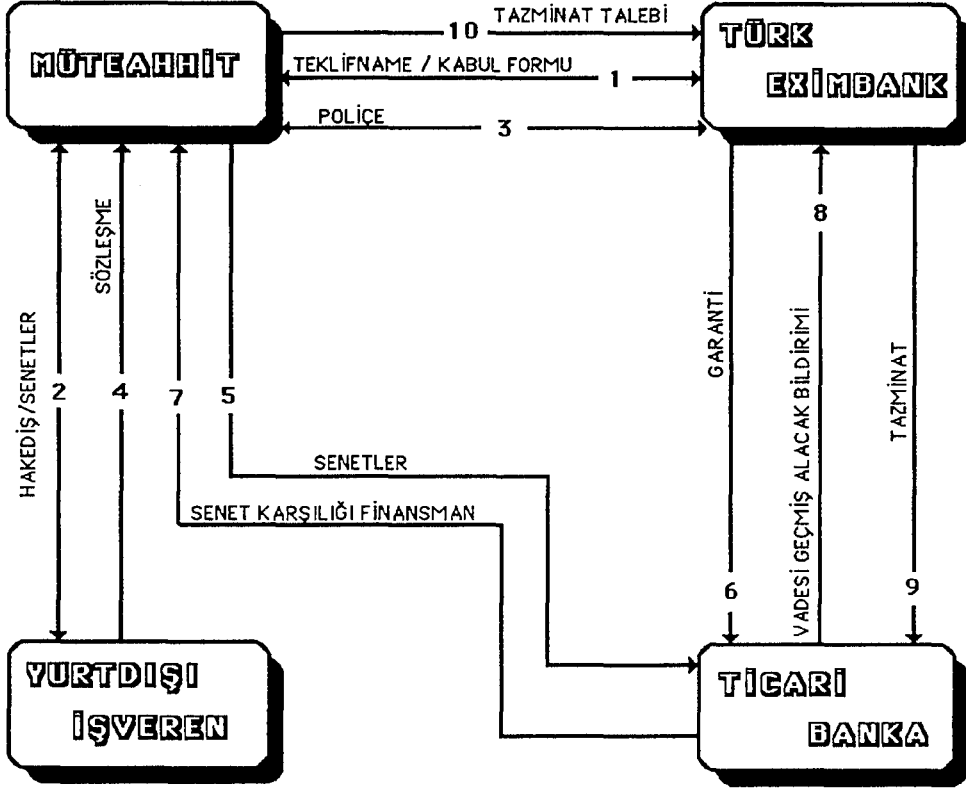 MÜTEAHHİT
10 TAZMİNAT TALEBİ
TÜRK
EXİMBANK
TEKLİFNAME / KABUL FORMU 1
POLİÇE 3
HAKEDİŞ/SENETLER
2
SÖZLEŞME
4
7
5
SENETLER
SENET KARŞILIĞI FİNANSMAN
GARANTİ
6
8
VADESİ GEÇMİŞ ALACAK BİLDİRİMİ
TAZMİNAT
9
YURTDIŞI
İŞVEREN
TİCARİ
BANKA